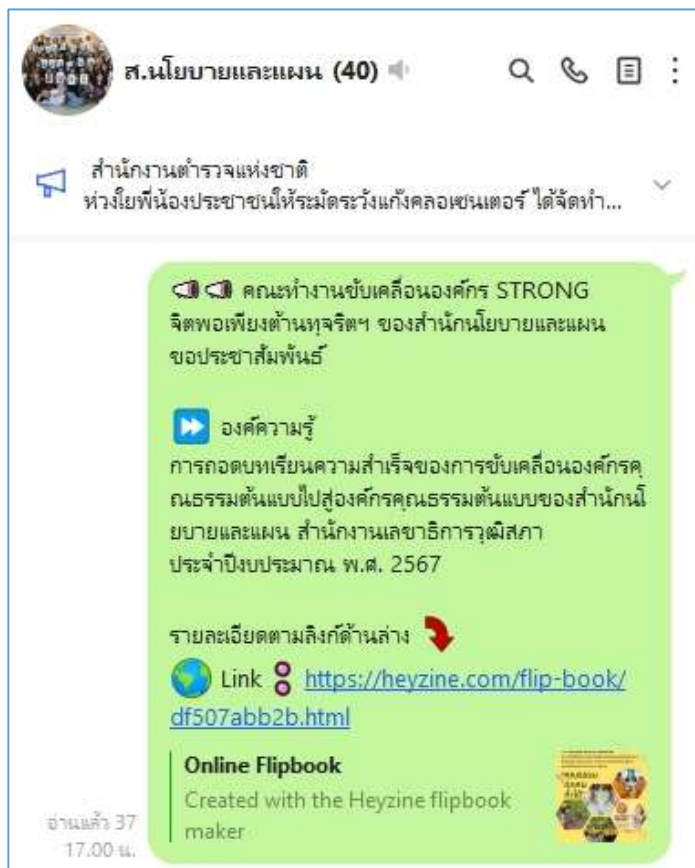 ส.นโยบายและแผน (40)
สำนักงานตำรวจแห่งชาติ
ห่วงใยพี่น้องประชาชนให้ระมัดระวังแก๊งคลอเซนเตอร์ ได้จัดทำ...
คณะทำงานขับเคลื่อนองค์กร STRONG
จิตพอเพียงต้านทุจริตฯ ของสำนักนโยบายและแผน
ขอประชาสัมพันธ์
องค์ความรู้
การถอดบทเรียนความสำเร็จของการขับเคลื่อนองค์กรคุ
ณธรรมต้นแบบไปสู่องค์กรคุณธรรมต้นแบบของสำนักนโ
ยบายและแผน สำนักงานเลขาธิการวุฒิสภา
ประจำปีงบประมาณ พ.ศ. 2567
รายละเอียดตามลิงก์ด้านล่าง
Link https://heyzine.com/flip-book/
df507abb2b.html
Online Flipbook
Created with the Heyzine flipbook
maker
อ่านแล้ว 37
17.00 น.